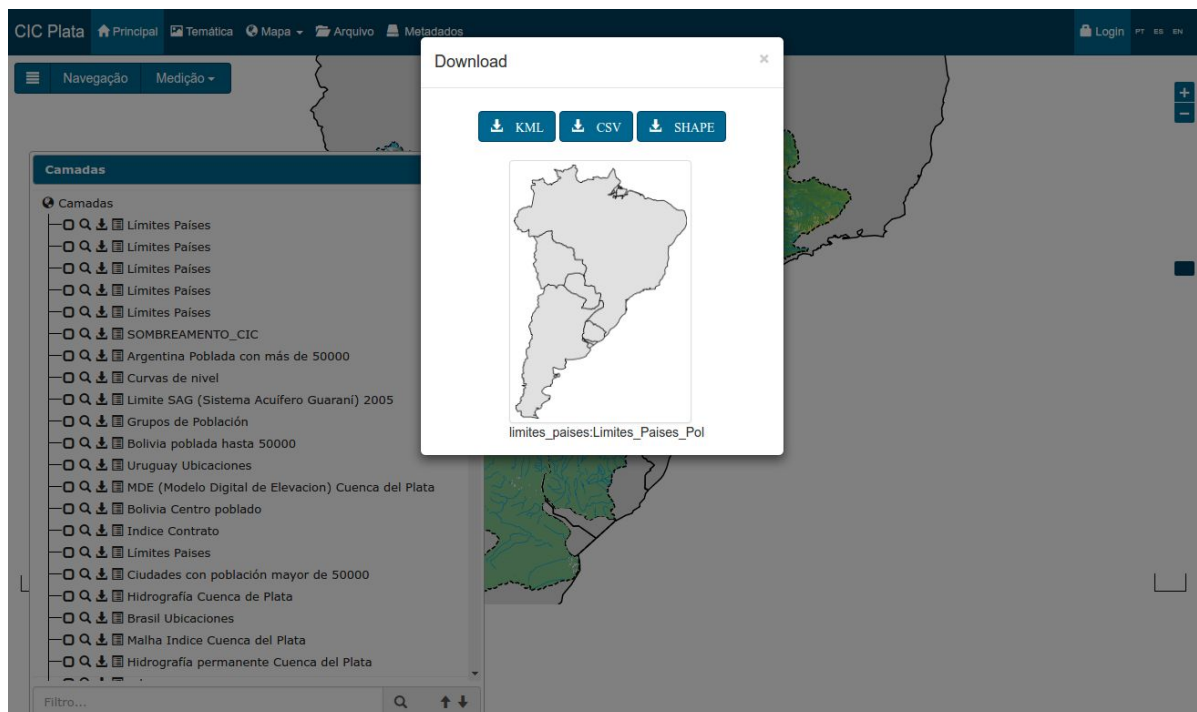 CIC Plata Principal Temática Mapa Arquivo Metadados Login PT ES EN
Navegação Medição
Download ×
KML CSV SHAPE
limites_paises:Limites_Paises_Pol
+
−
Camadas
Camadas
Límites Países
Límites Países
Límites Países
Límites Países
Límites Países
SOMBREAMENTO_CIC
Argentina Poblada con más de 50000
Curvas de nivel
Limite SAG (Sistema Acuífero Guaraní) 2005
Grupos de Población
Bolivia poblada hasta 50000
Uruguay Ubicaciones
MDE (Modelo Digital de Elevacion) Cuenca del Plata
Bolivia Centro poblado
Indice Contrato
Límites Paises
Ciudades con población mayor de 50000
Hidrografía Cuenca de Plata
Brasil Ubicaciones
Malha Indice Cuenca del Plata
Hidrografía permanente Cuenca del Plata
Filtro...